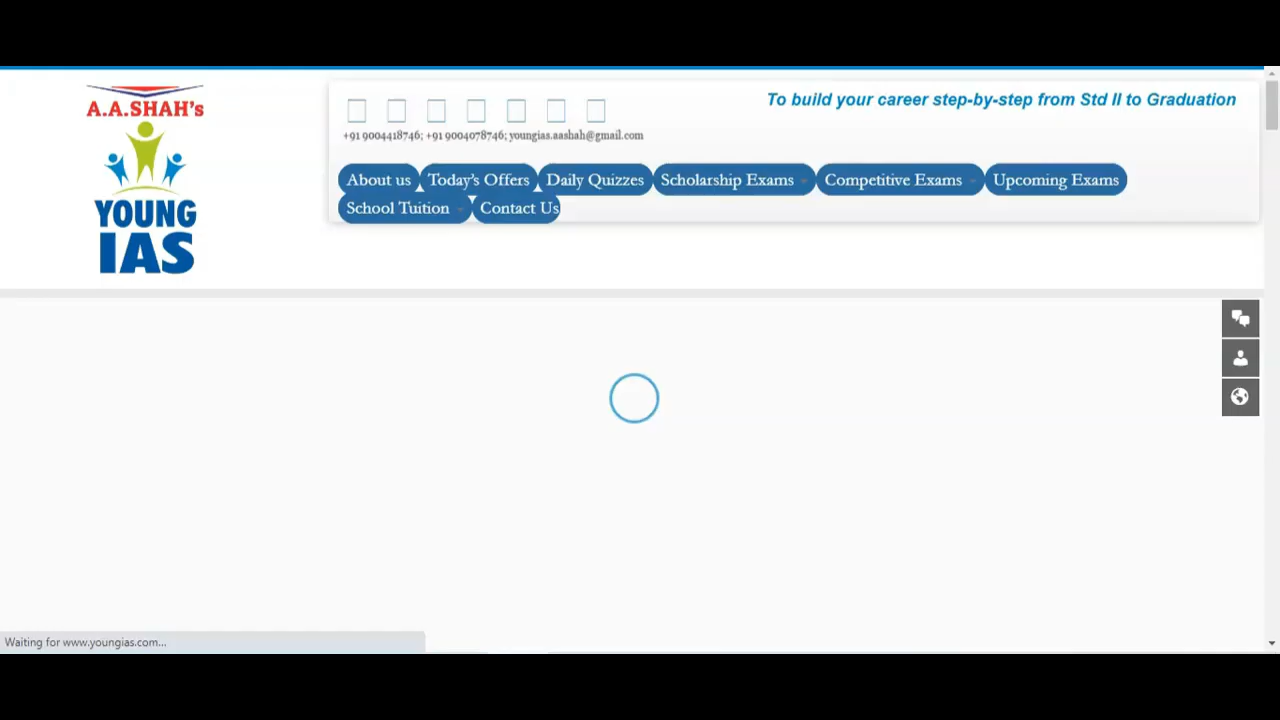 A.A.SHAH's
YOUNG
IAS
To build your career step-by-step from Std II to Graduation
+91 9004418746; +91 9004078746; youngias.aashah@gmail.com
About us Today's Offers Daily Quizzes Scholarship Exams Competitive Exams Upcoming Exams
School Tuition Contact Us
Waiting for www.youngias.com...